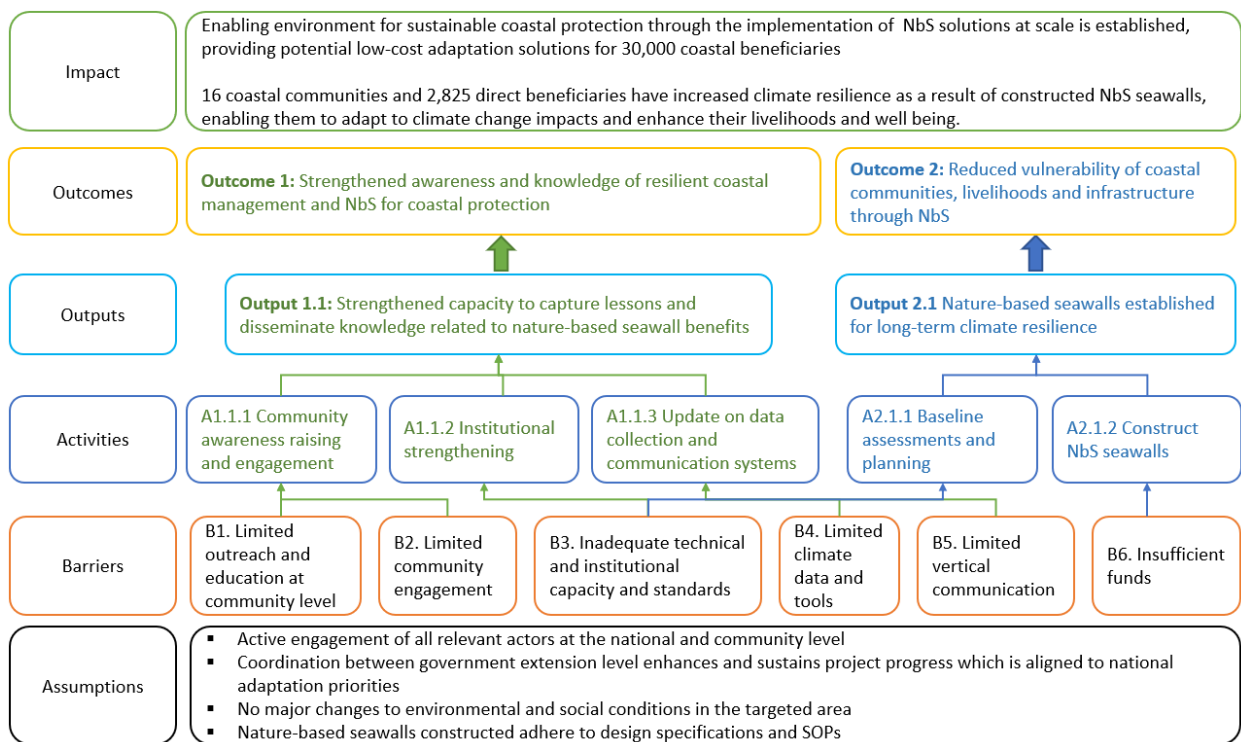 Impact
Enabling environment for sustainable coastal protection through the implementation of NbS solutions at scale is established,
providing potential low-cost adaptation solutions for 30,000 coastal beneficiaries
16 coastal communities and 2,825 direct beneficiaries have increased climate resilience as a result of constructed NbS seawalls,
enabling them to adapt to climate change impacts and enhance their livelihoods and well being.
Outcomes
Outcome 1: Strengthened awareness and knowledge of resilient coastal
management and NbS for coastal protection
Outcome 2: Reduced vulnerability of coastal
communities, livelihoods and infrastructure
through NbS
Outputs
Output 1.1: Strengthened capacity to capture lessons and
disseminate knowledge related to nature-based seawall benefits
Output 2.1 Nature-based seawalls established
for long-term climate resilience
Activities
A1.1.1 Community
awareness raising
and engagement
A1.1.2 Institutional
strengthening
A1.1.3 Update on data
collection and
communication systems
A2.1.1 Baseline
assessments and
planning
A2.1.2 Construct
NbS seawalls
Barriers
B1. Limited
outreach and
education at
community level
B2. Limited
community
engagement
B3. Inadequate technical
and institutional
capacity and standards
B4. Limited
climate
data and
tools
B5. Limited
vertical
communication
B6. Insufficient
funds
Assumptions
▪ Active engagement of all relevant actors at the national and community level
▪ Coordination between government extension level enhances and sustains project progress which is aligned to national
adaptation priorities
▪ No major changes to environmental and social conditions in the targeted area
▪ Nature-based seawalls constructed adhere to design specifications and SOPs